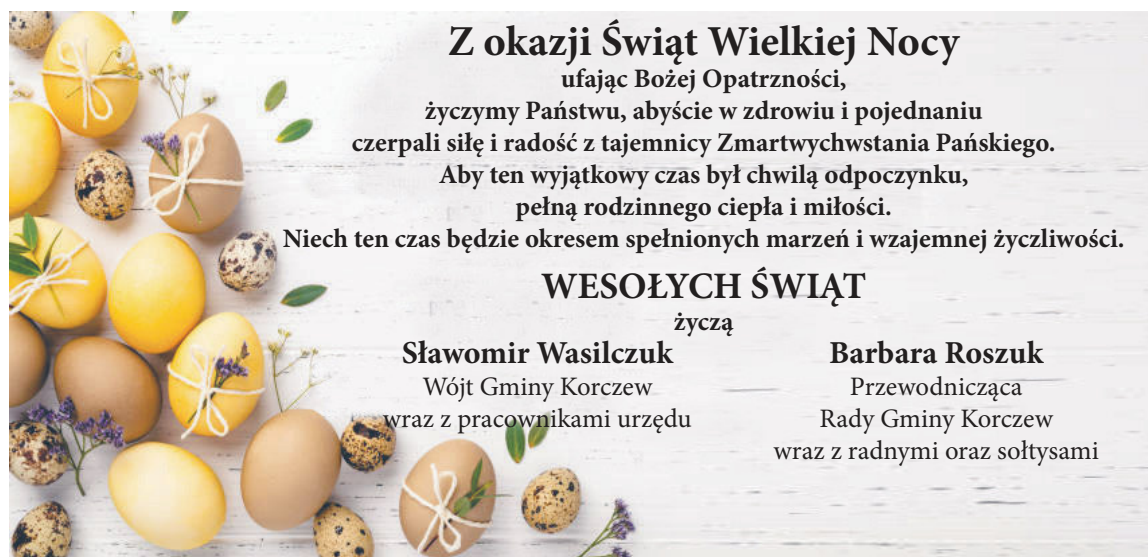 Z okazji Świąt Wielkiej Nocy
ufając Bożej Opatrzności,
życzymy Państwu, abyście w zdrowiu i pojednaniu
czerpali siłę i radość z tajemnicy Zmartwychwstania Pańskiego.
Aby ten wyjątkowy czas był chwilą odpoczynku,
pełną rodzinnego ciepła i miłości.
Niech ten czas będzie okresem spełnionych marzeń i wzajemnej życzliwości.
WESOŁYCH ŚWIĄT
życzą
Sławomir Wasilczuk
Wójt Gminy Korczew
wraz z pracownikami urzędu
Barbara Roszuk
Przewodnicząca
Rady Gminy Korczew
wraz z radnymi oraz sołtysami